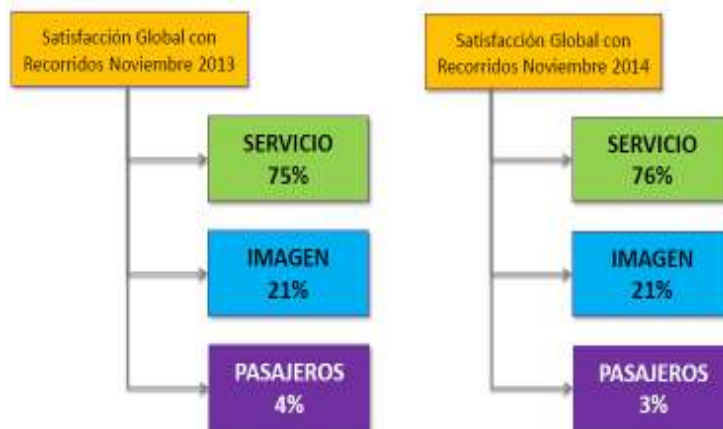 Satisfacción Global con
Recorridos Noviembre 2013
SERVICIO
75%
IMAGEN
21%
PASAJEROS
4%
Satisfacción Global con
Recorridos Noviembre 2014
SERVICIO
76%
IMAGEN
21%
PASAJEROS
3%